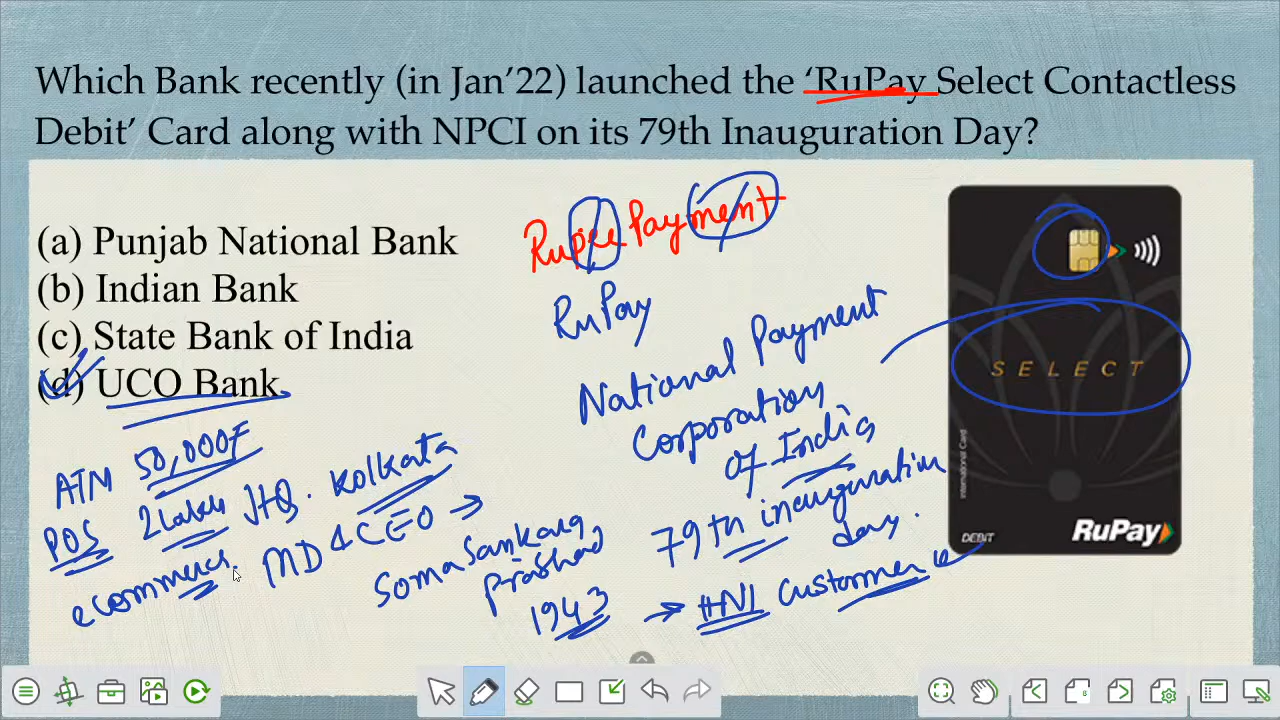 Which Bank recently (in Jan’22) launched the ‘RuPay Select Contactless
Debit’ Card along with NPCI on its 79th Inauguration Day?
(a) Punjab National Bank
(b) Indian Bank
(c) State Bank of India
(d) UCO Bank
Rupee Payment
RuPay
National Payment
Corporation
of India
79th inauguration
day.
HNI Customer
ATM 50,000₹
POS 2 Lakh
ecommerce
HQ. Kolkata
MD & CEO →
Soma Sankara
Prashad
1943
SELECT
International Card
DEBIT
RuPay